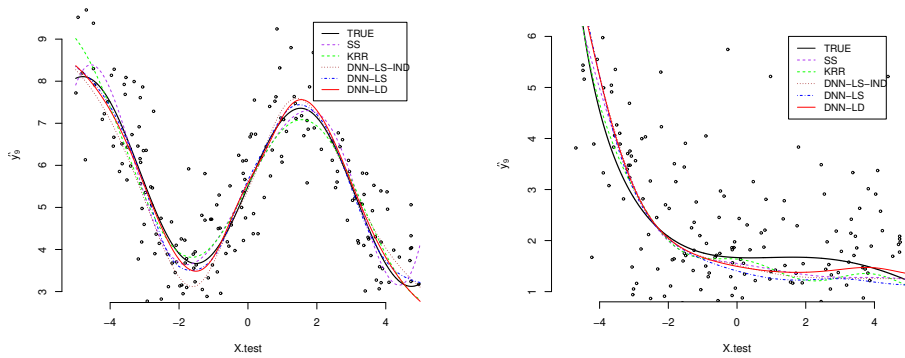 TRUE
SS
KRR
DNN-LS-IND
DNN-LS
DNN-LD
9
8
7
6
5
4
3
ŷ9
-4
-2
0
2
4
X.test
TRUE
SS
KRR
DNN-LS-IND
DNN-LS
DNN-LD
6
5
4
3
2
1
ŷ9
-4
-2
0
2
4
X.test